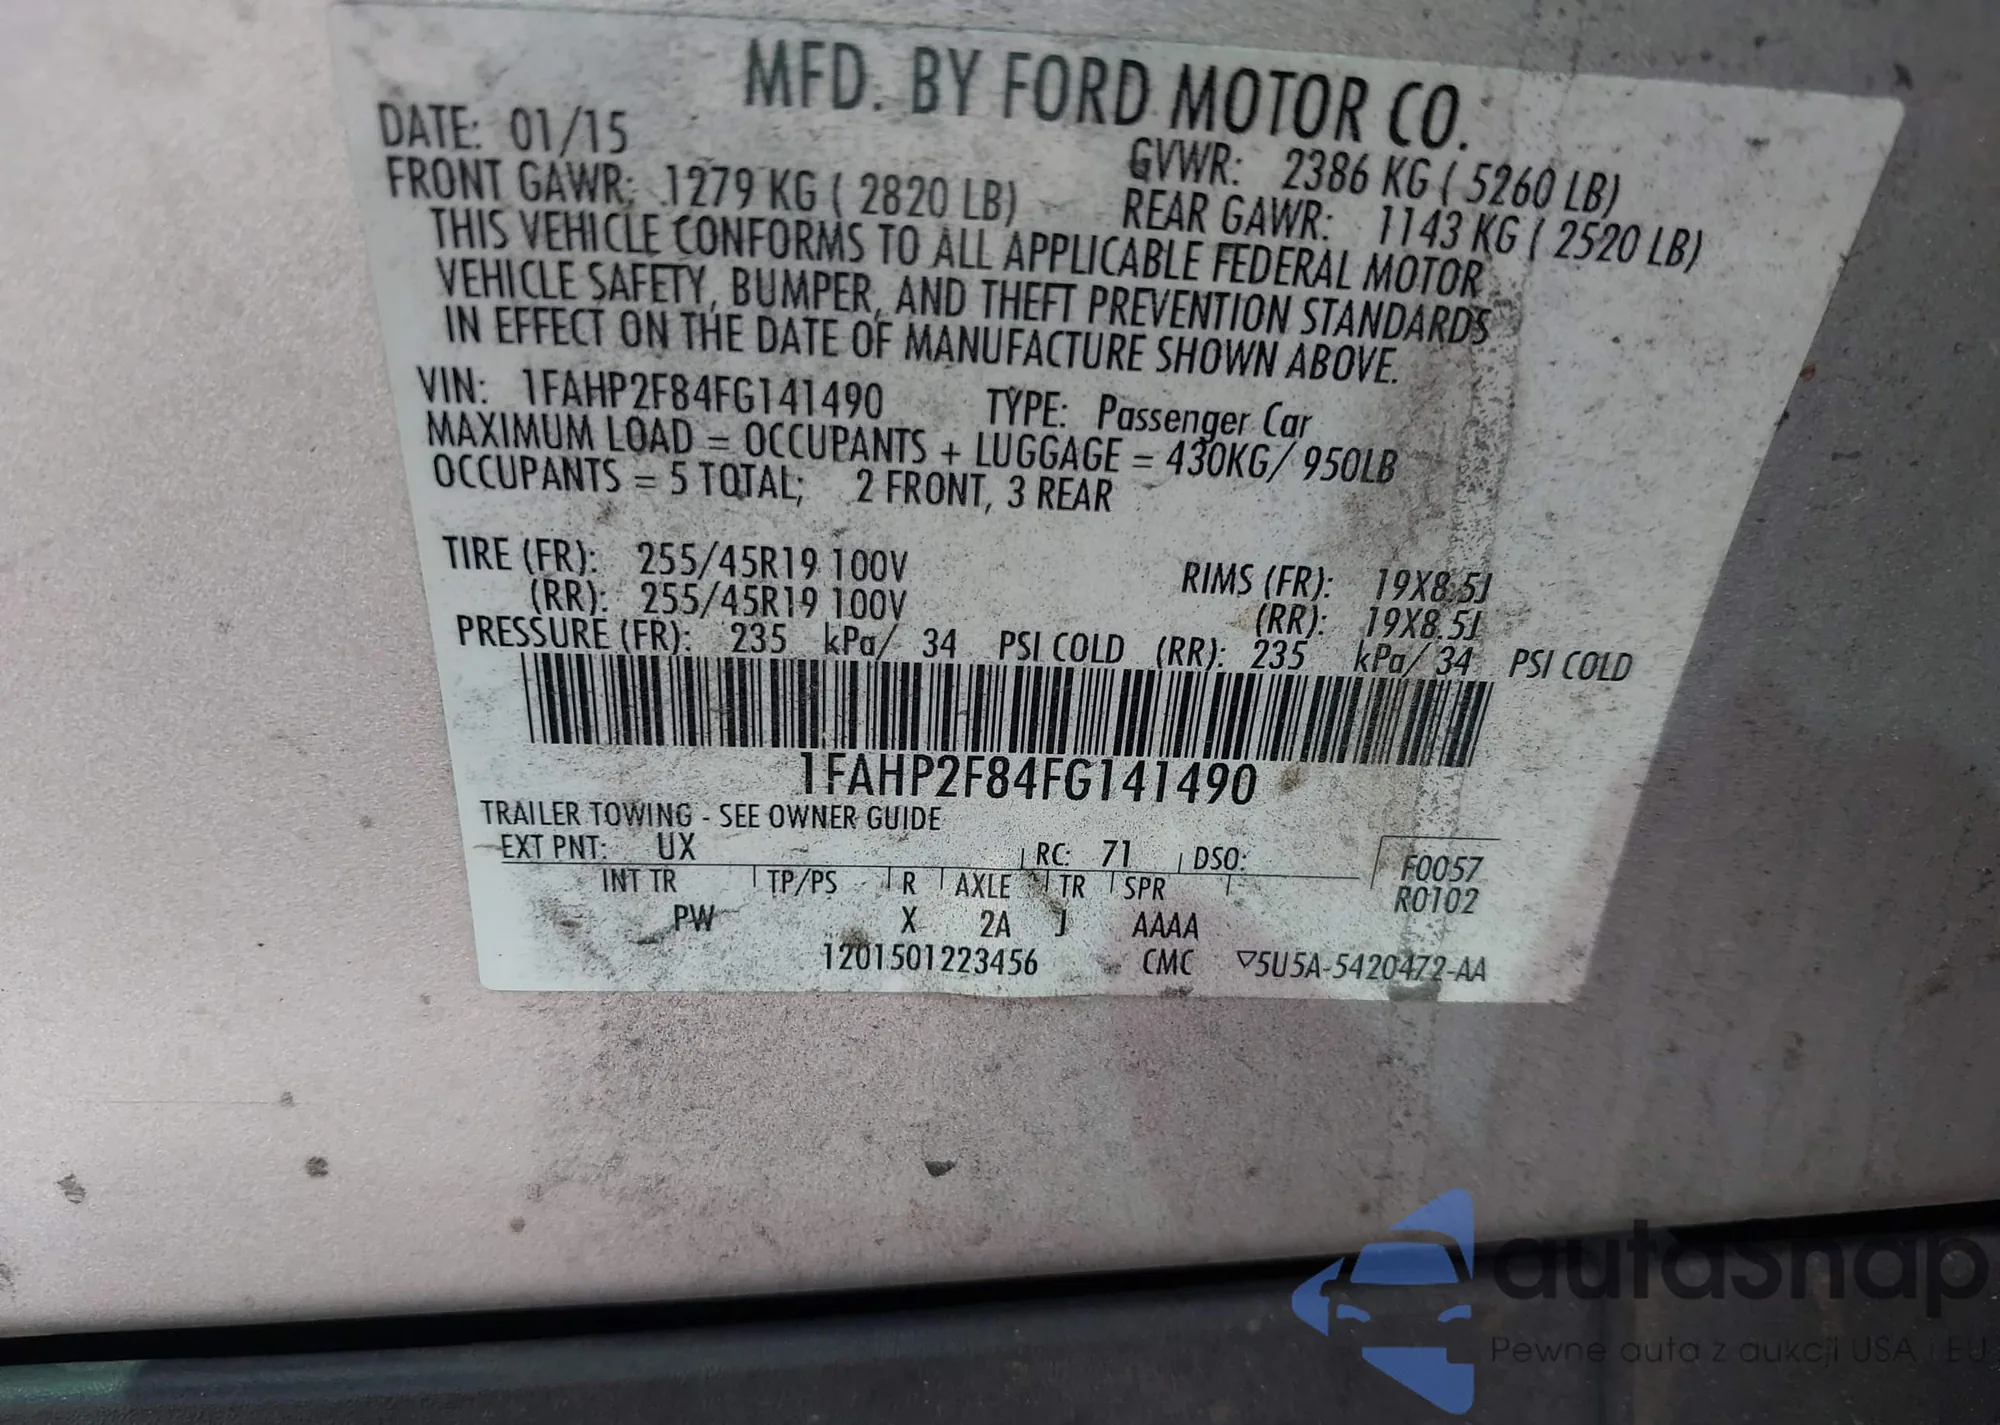 MFD. BY FORD MOTOR CO.
DATE: 01/15 GVWR: 2386 KG ( 5260 LB)
FRONT GAWR: 1279 KG ( 2820 LB) REAR GAWR: 1143 KG ( 2520 LB)
THIS VEHICLE CONFORMS TO ALL APPLICABLE FEDERAL MOTOR
VEHICLE SAFETY, BUMPER, AND THEFT PREVENTION STANDARDS
IN EFFECT ON THE DATE OF MANUFACTURE SHOWN ABOVE.
VIN: 1FAHP2F84FG141490 TYPE: Passenger Car
MAXIMUM LOAD = OCCUPANTS + LUGGAGE = 430KG/ 950LB
OCCUPANTS = 5 TOTAL; 2 FRONT, 3 REAR
TIRE (FR): 255/45R19 100V RIMS (FR): 19X8.5J
(RR): 255/45R19 100V (RR): 19X8.5J
PRESSURE (FR): 235 kPa/ 34 PSI COLD (RR): 235 kPa/ 34 PSI COLD
1FAHP2F84FG141490
TRAILER TOWING - SEE OWNER GUIDE
EXT PNT: UX RC: 71 DSO: F0057
INT TR TP/PS R AXLE TR SPR R0102
PW X 2A J AAAA
1201501223456 CMC ▽5U5A-5420472-AA
autosnap
Pewne auta z aukcji USA i EU